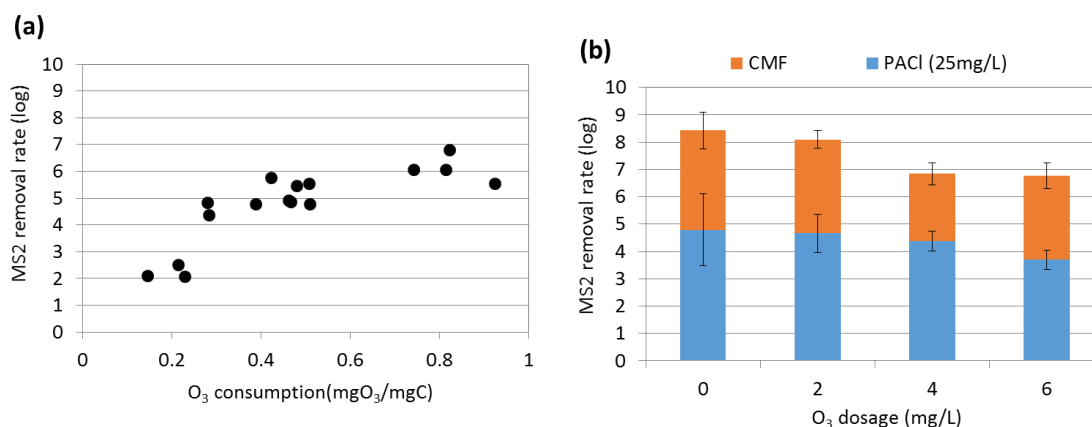 (a)
10
9
8
7
6
5
4
3
2
1
0
MS2 removal rate (log)
0 0.2 0.4 0.6 0.8 1
O₃ consumption(mgO₃/mgC)
(b)
CMF PACl (25mg/L)
10
9
8
7
6
5
4
3
2
1
0
MS2 removal rate (log)
0 2 4 6
O₃ dosage (mg/L)